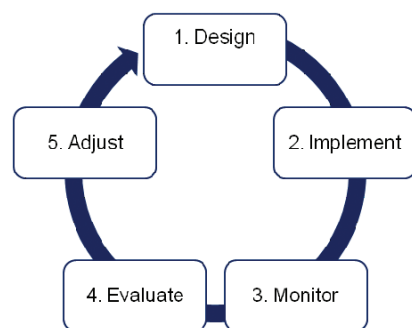 1. Design
2. Implement
3. Monitor
4. Evaluate
5. Adjust